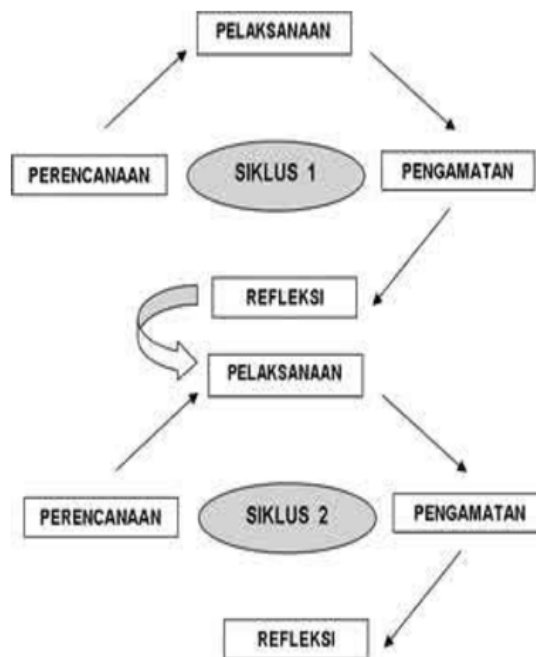 PELAKSANAAN
PERENCANAAN
SIKLUS 1
PENGAMATAN
REFLEKSI
PELAKSANAAN
PERENCANAAN
SIKLUS 2
PENGAMATAN
REFLEKSI